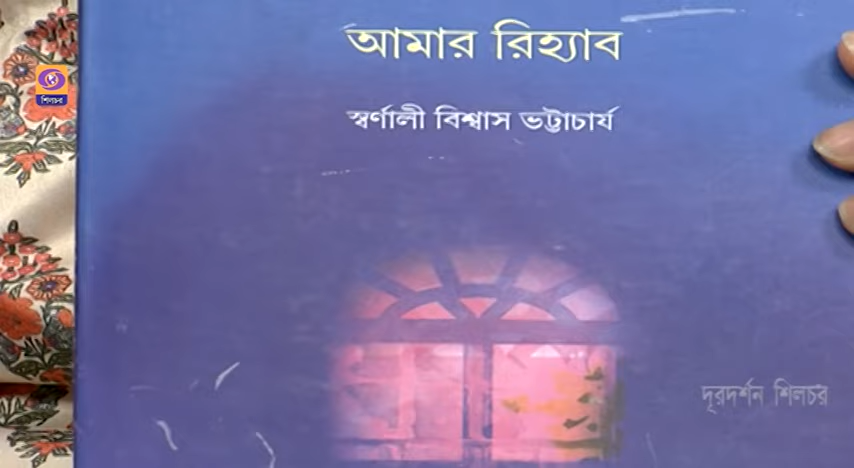 আমার রিহ্যাব
স্বর্ণালী বিশ্বাস ভট্টাচার্য
শিলচর
দূরদর্শন শিলচর